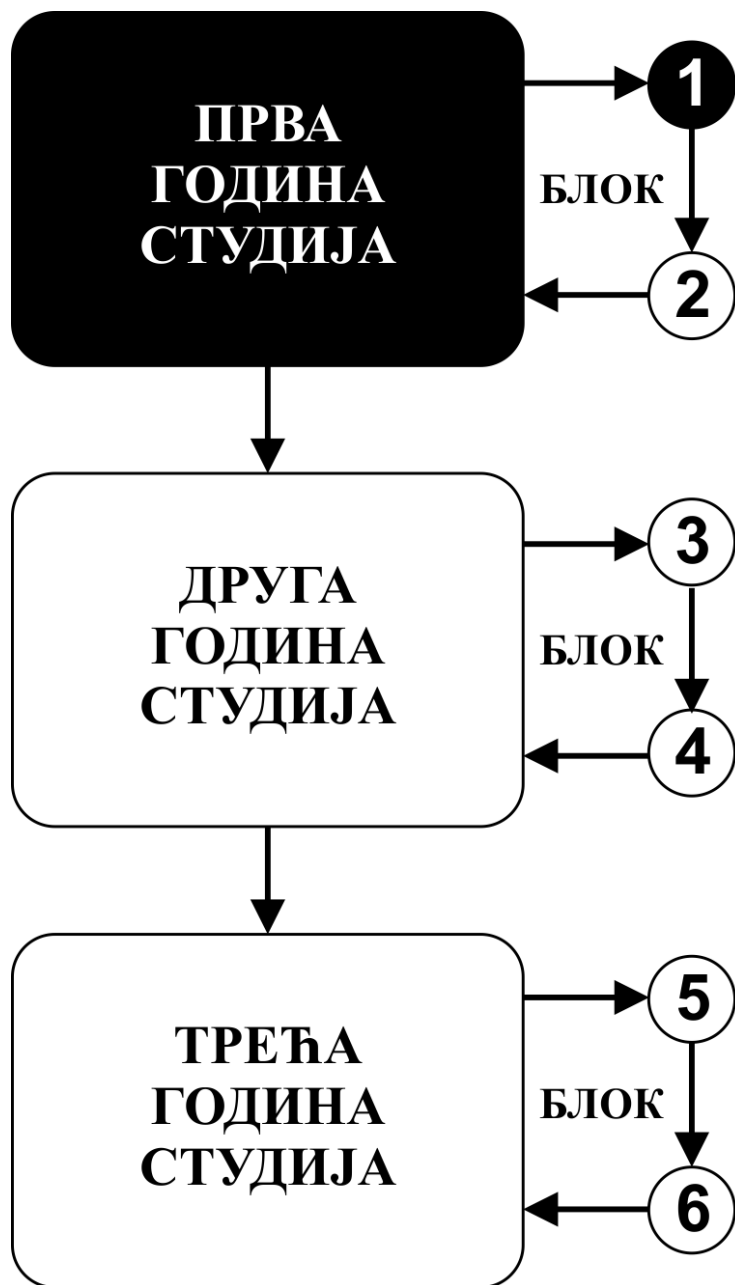 ПРВА
ГОДИНА
СТУДИЈА
1
БЛОК
2
ДРУГА
ГОДИНА
СТУДИЈА
3
БЛОК
4
ТРЕЋА
ГОДИНА
СТУДИЈА
5
БЛОК
6